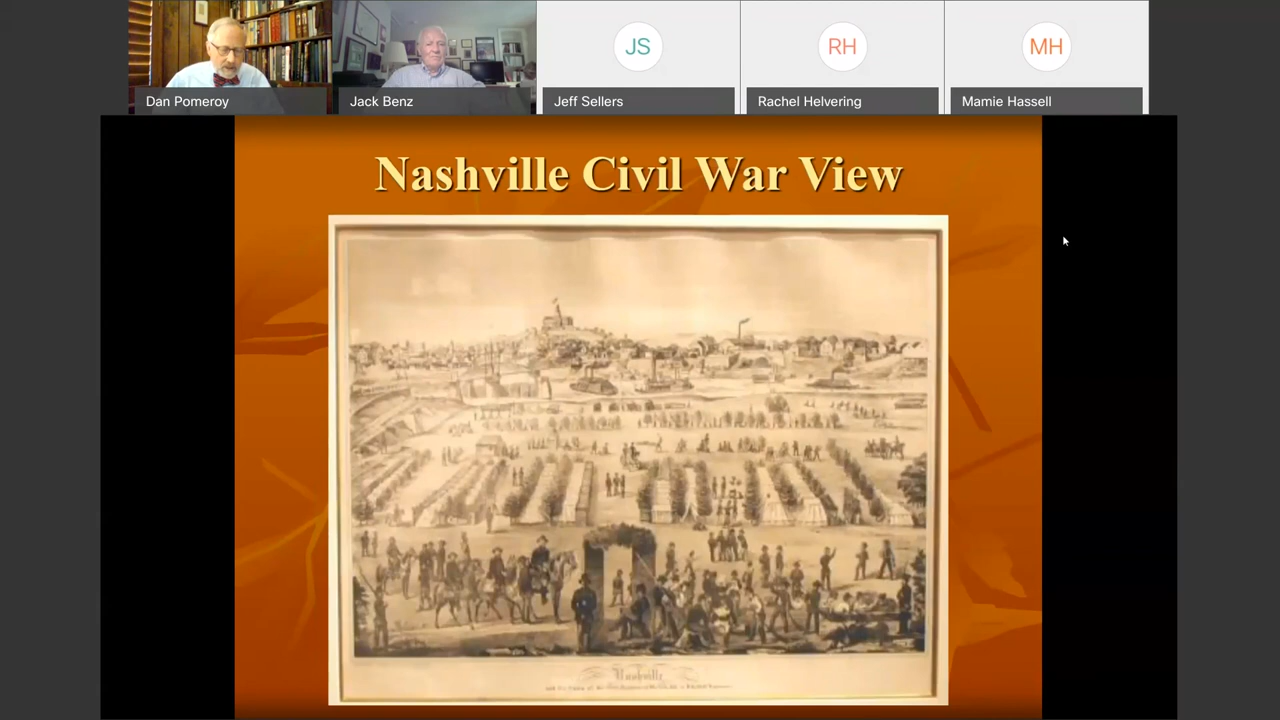 JS
RH
MH
Dan Pomeroy
Jack Benz
Jeff Sellers
Rachel Helvering
Mamie Hassell
Nashville Civil War View
Nashville